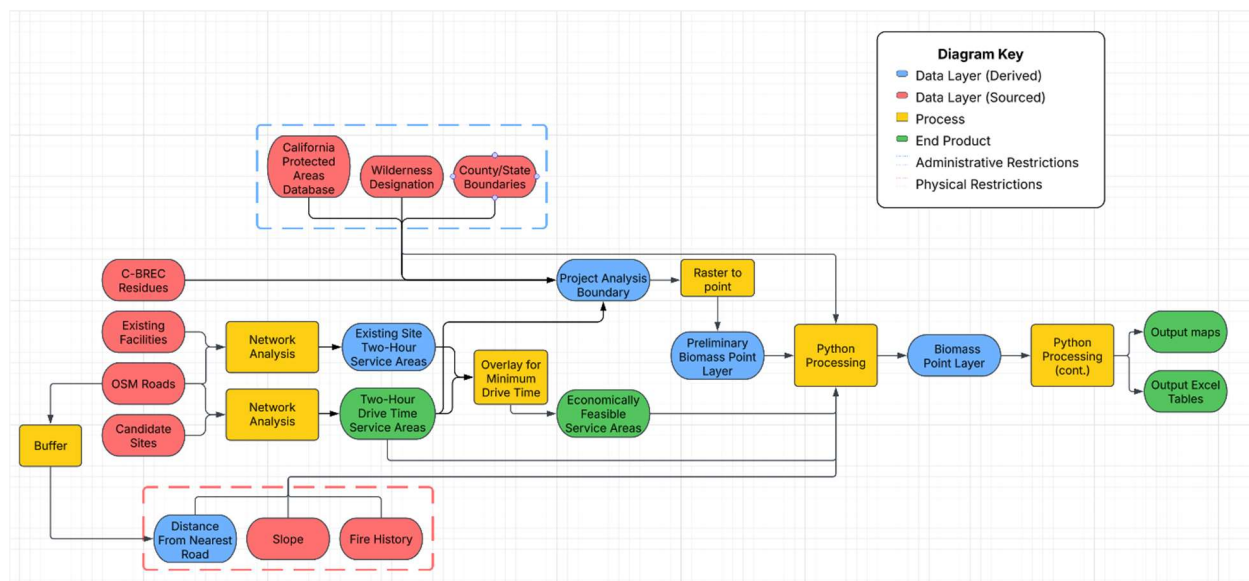 Diagram Key
Data Layer (Derived)
Data Layer (Sourced)
Process
End Product
Administrative Restrictions
Physical Restrictions
California
Protected
Areas
Database
Wilderness
Designation
County/State
Boundaries
C-BREC
Residues
Project Analysis
Boundary
Raster to
point
Existing
Facilities
Network
Analysis
Existing Site
Two-Hour
Service Areas
Preliminary
Biomass Point
Layer
Python
Processing
Biomass
Point Layer
Python
Processing
(cont.)
Output maps
Output Excel
Tables
OSM Roads
Overlay for
Minimum
Drive Time
Candidate
Sites
Network
Analysis
Two-Hour
Drive Time
Service Areas
Economically
Feasible
Service Areas
Buffer
Distance
From Nearest
Road
Slope
Fire History